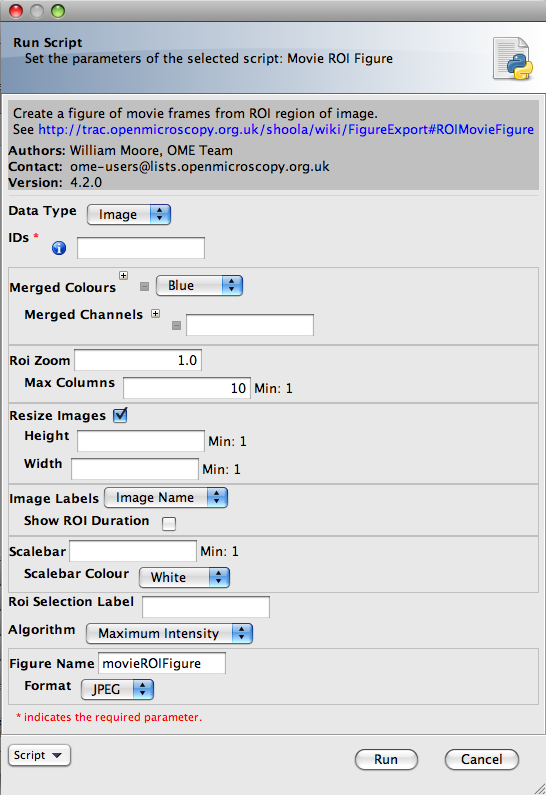 Run Script
Set the parameters of the selected script: Movie ROI Figure
Create a figure of movie frames from ROI region of image.
See http://trac.openmicroscopy.org.uk/shoola/wiki/FigureExport#ROIMovieFigure
Authors: William Moore, OME Team
Contact: ome-users@lists.openmicroscopy.org.uk
Version: 4.2.0
Data Type Image
IDs *
Merged Colours Blue
Merged Channels
Roi Zoom 1.0
Max Columns 10 Min: 1
Resize Images
Height Min: 1
Width Min: 1
Image Labels Image Name
Show ROI Duration
Scalebar Min: 1
Scalebar Colour White
Roi Selection Label
Algorithm Maximum Intensity
Figure Name movieROIFigure
Format JPEG
* indicates the required parameter.
Script Run Cancel